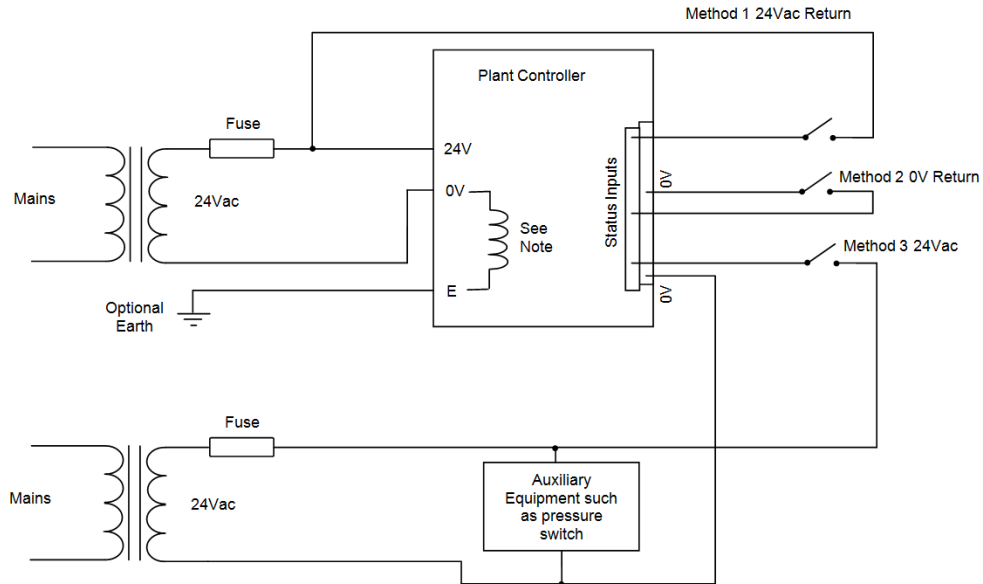 Method 1 24Vac Return
Plant Controller
Fuse
24V
0V
Mains
24Vac
See
Note
Status Inputs
0V
Method 2 0V Return
Method 3 24Vac
E
0V
Optional
Earth
Fuse
Mains
24Vac
Auxiliary
Equipment such
as pressure
switch